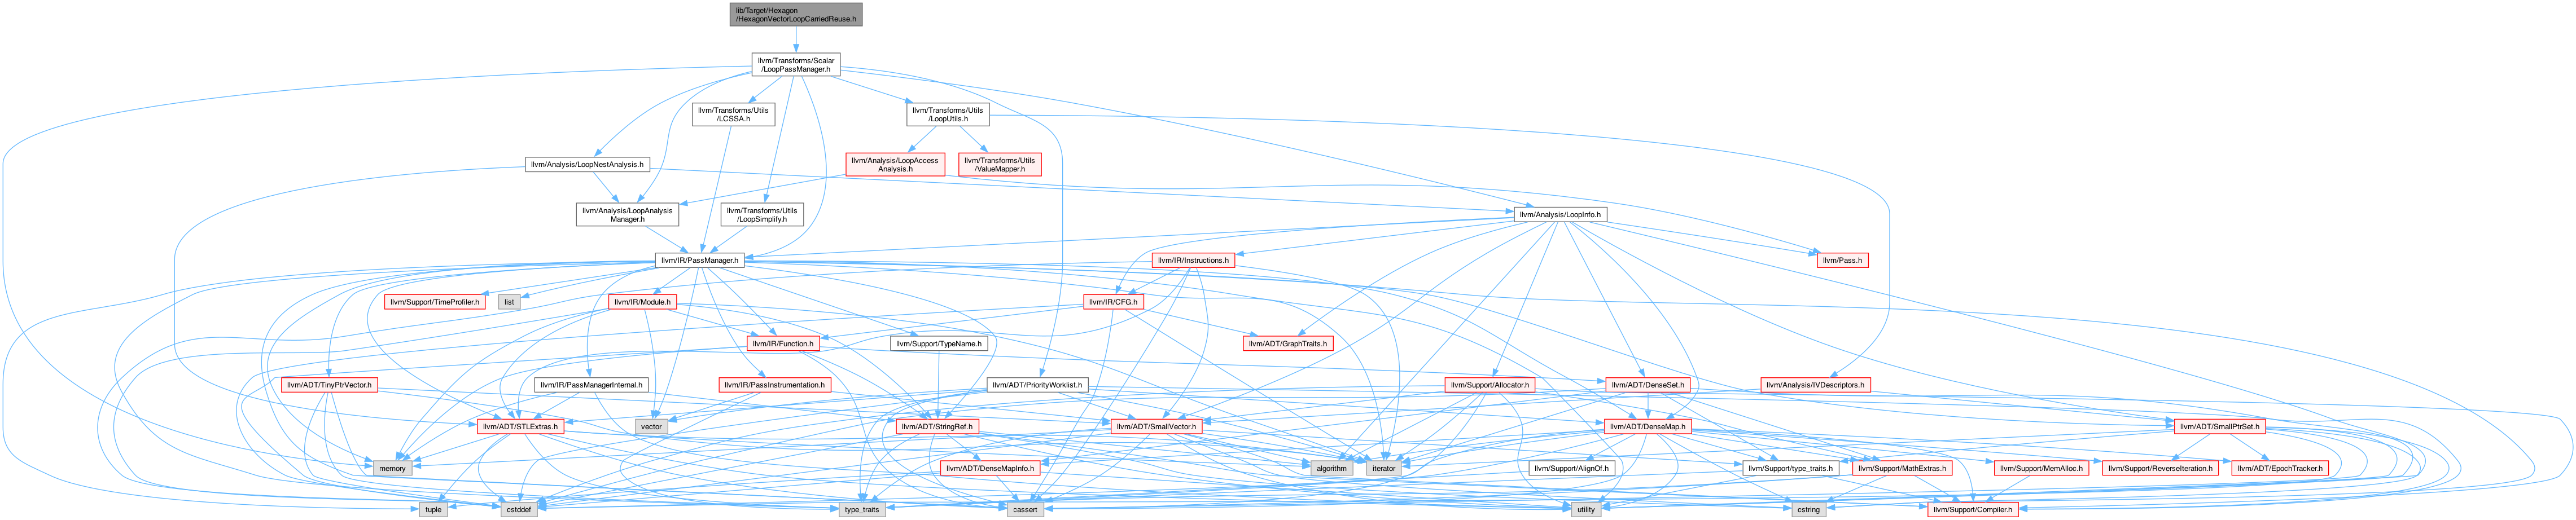 lib/Target/Hexagon
/HexagonVectorLoopCarriedReuse.h
llvm/Transforms/Scalar
/LoopPassManager.h
llvm/Transforms/Utils
/LCSSA.h
llvm/Transforms/Utils
/LoopUtils.h
llvm/Analysis/LoopNestAnalysis.h
llvm/Analysis/LoopAccess
Analysis.h
llvm/Transforms/Utils
/ValueMapper.h
llvm/Analysis/LoopAnalysis
Manager.h
llvm/Transforms/Utils
/LoopSimplify.h
llvm/Analysis/LoopInfo.h
llvm/IR/PassManager.h
llvm/IR/Instructions.h
llvm/Pass.h
llvm/Support/TimeProfiler.h
list
llvm/IR/Module.h
llvm/IR/CFG.h
llvm/IR/Function.h
llvm/Support/TypeName.h
llvm/ADT/GraphTraits.h
llvm/ADT/TinyPtrVector.h
llvm/IR/PassManagerInternal.h
llvm/IR/PassInstrumentation.h
llvm/ADT/PriorityWorklist.h
llvm/Support/Allocator.h
llvm/ADT/DenseSet.h
llvm/Analysis/IVDescriptors.h
llvm/ADT/STLExtras.h
vector
llvm/ADT/StringRef.h
llvm/ADT/SmallVector.h
llvm/ADT/DenseMap.h
llvm/ADT/SmallPtrSet.h
memory
llvm/ADT/DenseMapInfo.h
algorithm
iterator
llvm/Support/AlignOf.h
llvm/Support/type_traits.h
llvm/Support/MathExtras.h
llvm/Support/MemAlloc.h
llvm/Support/ReverseIteration.h
llvm/ADT/EpochTracker.h
tuple
cstddef
type_traits
cassert
utility
cstring
llvm/Support/Compiler.h